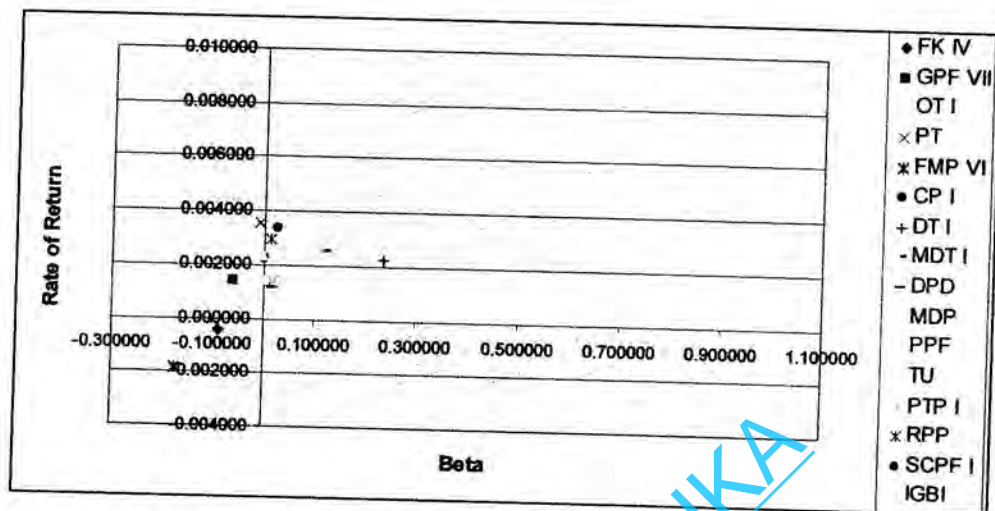 0.010000
0.008000
0.006000
0.004000
0.002000
0.000000
-0.300000 -0.100000 0.100000 0.300000 0.500000 0.700000 0.900000 1.100000
-0.002000
-0.004000
Rate of Return
Beta
FK IV
GPF VII
OT I
PT
FMP VI
CP I
DT I
MDT I
DPD
MDP
PPF
TU
PTP I
RPP
SCPF I
IGBI